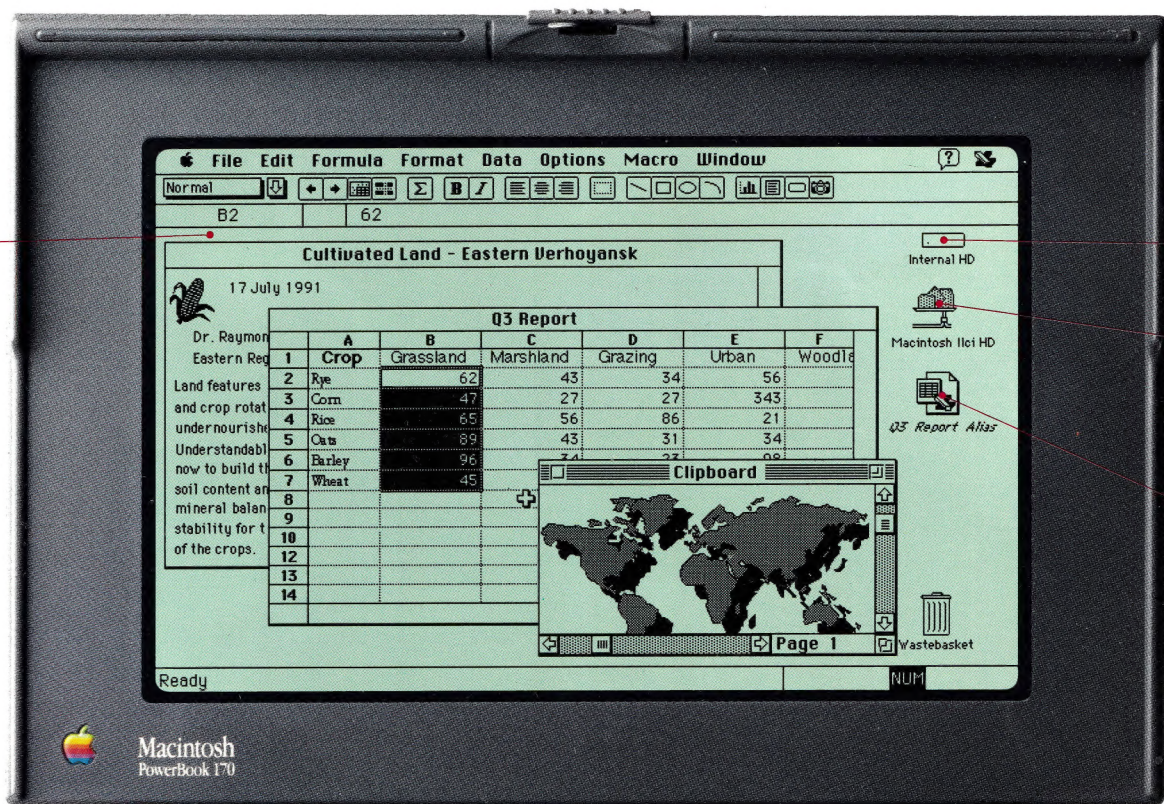 File Edit Formula Format Data Options Macro Window
Normal Σ B I
B2 62
Cultivated Land - Eastern Verhoyansk
17 July 1991
Dr. Raymon
Eastern Reg
Land features
and crop rotat
undernourishe
Understandabl
now to build th
soil content an
mineral balan
stability for t
of the crops.
Q3 Report
A B C D E F
1 Crop Grassland Marshland Grazing Urban Woodla
2 Rye 62 43 34 56
3 Corn 47 27 27 343
4 Rice 65 56 86 21
5 Oats 89 43 31 34
6 Barley 96
7 Wheat 45
8
9
10
12
13
14
Clipboard
Page 1
Internal HD
Macintosh IIci HD
Q3 Report Alias
Wastebasket
Ready NUM
Macintosh
PowerBook 170